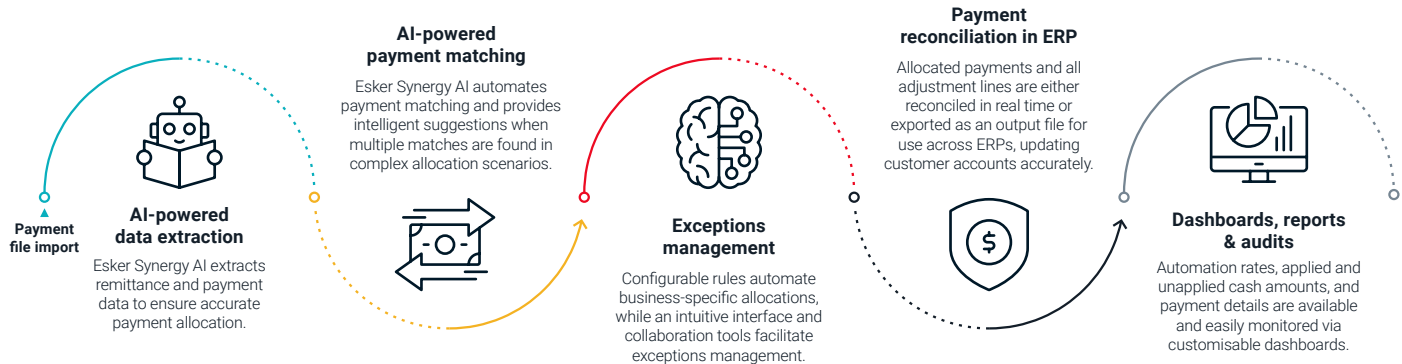 Payment
file import
AI-powered
data extraction
Esker Synergy AI extracts
remittance and payment
data to ensure accurate
payment allocation.
AI-powered
payment matching
Esker Synergy AI automates
payment matching and provides
intelligent suggestions when
multiple matches are found in
complex allocation scenarios.
Exceptions
management
Configurable rules automate
business-specific allocations,
while an intuitive interface and
collaboration tools facilitate
exceptions management.
Payment
reconciliation in ERP
Allocated payments and all
adjustment lines are either
reconciled in real time or
exported as an output file for
use across ERPs, updating
customer accounts accurately.
$
Dashboards, reports
& audits
Automation rates, applied and
unapplied cash amounts, and
payment details are available
and easily monitored via
customisable dashboards.